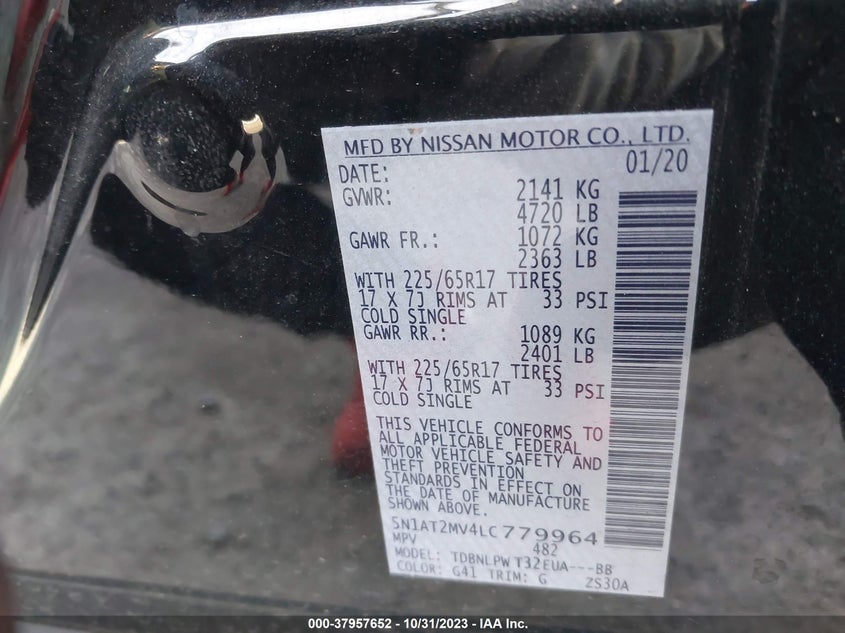 MFD BY NISSAN MOTOR CO., LTD.
DATE: 01/20
GVWR: 2141 KG
4720 LB
GAWR FR.: 1072 KG
2363 LB
WITH 225/65R17 TIRES
17 X 7J RIMS AT 33 PSI
COLD SINGLE
GAWR RR.: 1089 KG
2401 LB
WITH 225/65R17 TIRES
17 X 7J RIMS AT 33 PSI
COLD SINGLE
THIS VEHICLE CONFORMS TO
ALL APPLICABLE FEDERAL
MOTOR VEHICLE SAFETY AND
THEFT PREVENTION
STANDARDS IN EFFECT ON
THE DATE OF MANUFACTURE
SHOWN ABOVE.
5N1AT2MV4LC779964
MPV 482
MODEL: TDBNLPW T32EUA---BB
COLOR: G41 TRIM: G ZS30A
000-37957652 - 10/31/2023 - IAA Inc.